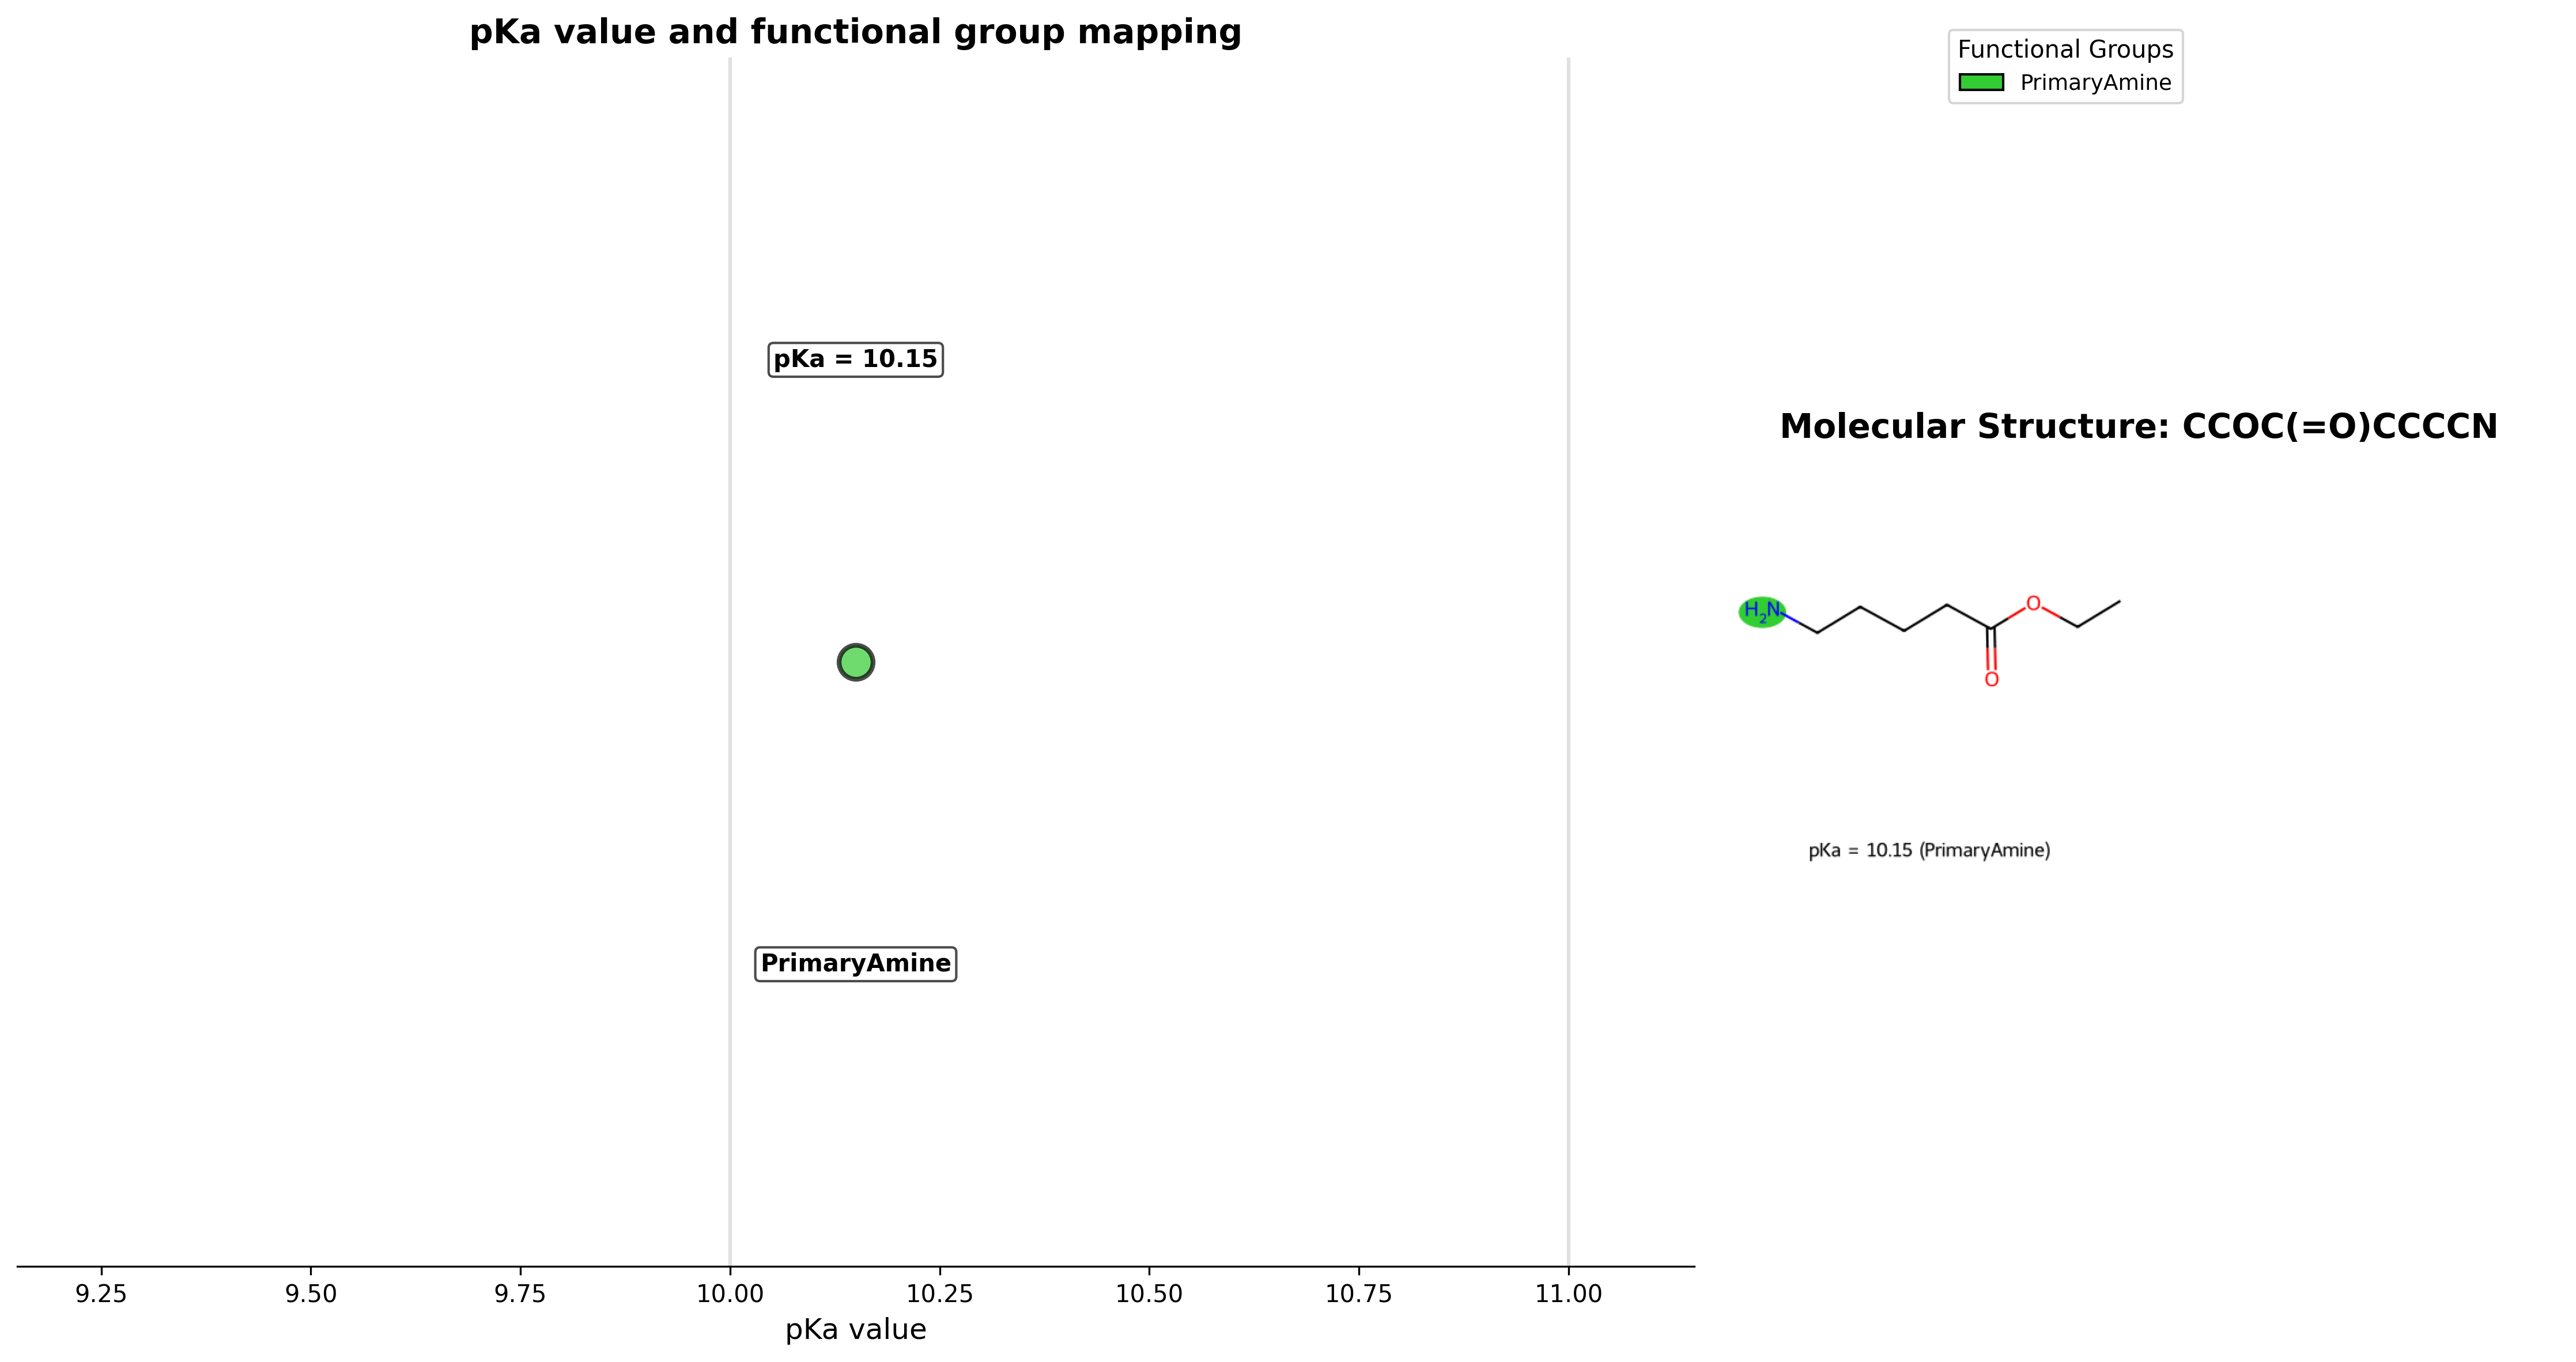 pKa value and functional group mapping
Functional Groups
PrimaryAmine
pKa = 10.15
PrimaryAmine
9.25 9.50 9.75 10.00 10.25 10.50 10.75 11.00
pKa value
Molecular Structure: CCOC(=O)CCCCN
H2N
O
O
pKa = 10.15 (PrimaryAmine)